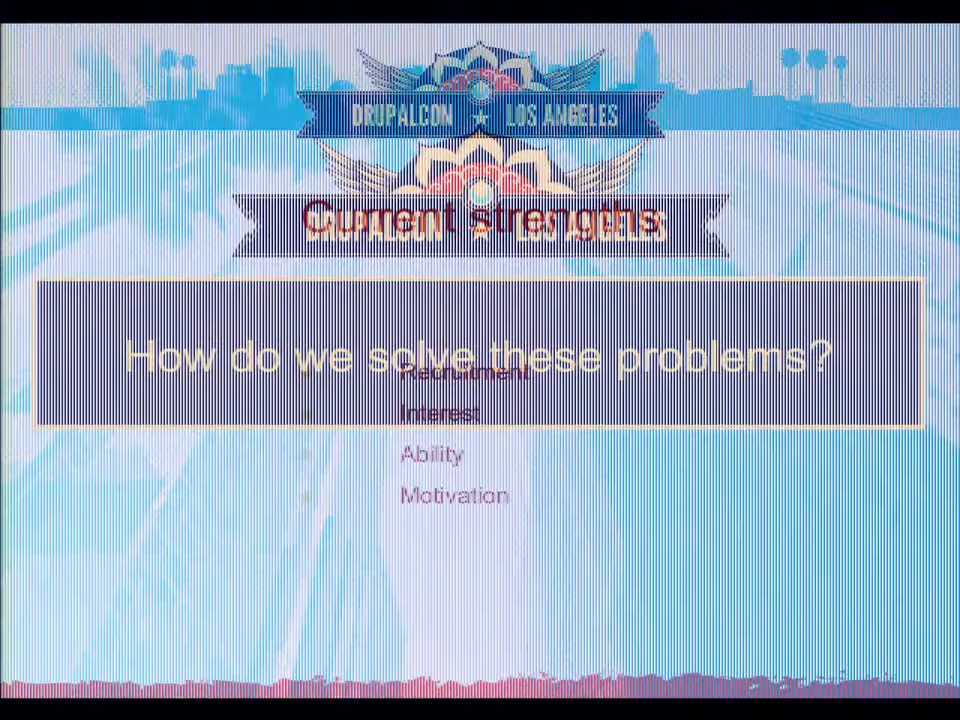 DRUPALCON LOS ANGELES
DRUPALCON LOS ANGELES
Current strengths
How do we solve these problems?
Recruitment
Interest
Ability
Motivation